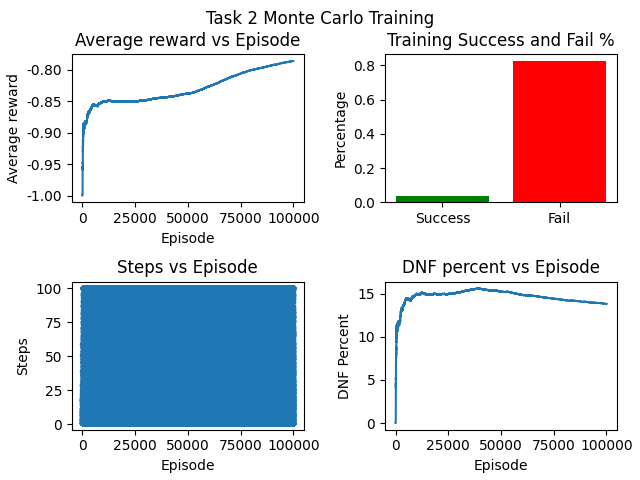 Task 2 Monte Carlo Training
Average reward vs Episode
Average reward
-0.80
-0.85
-0.90
-0.95
-1.00
0 25000 50000 75000 100000
Episode
Training Success and Fail %
Percentage
0.8
0.6
0.4
0.2
0.0
Success Fail
Steps vs Episode
Steps
100
75
50
25
0
0 25000 50000 75000 100000
Episode
DNF percent vs Episode
DNF Percent
15
10
5
0
0 25000 50000 75000 100000
Episode